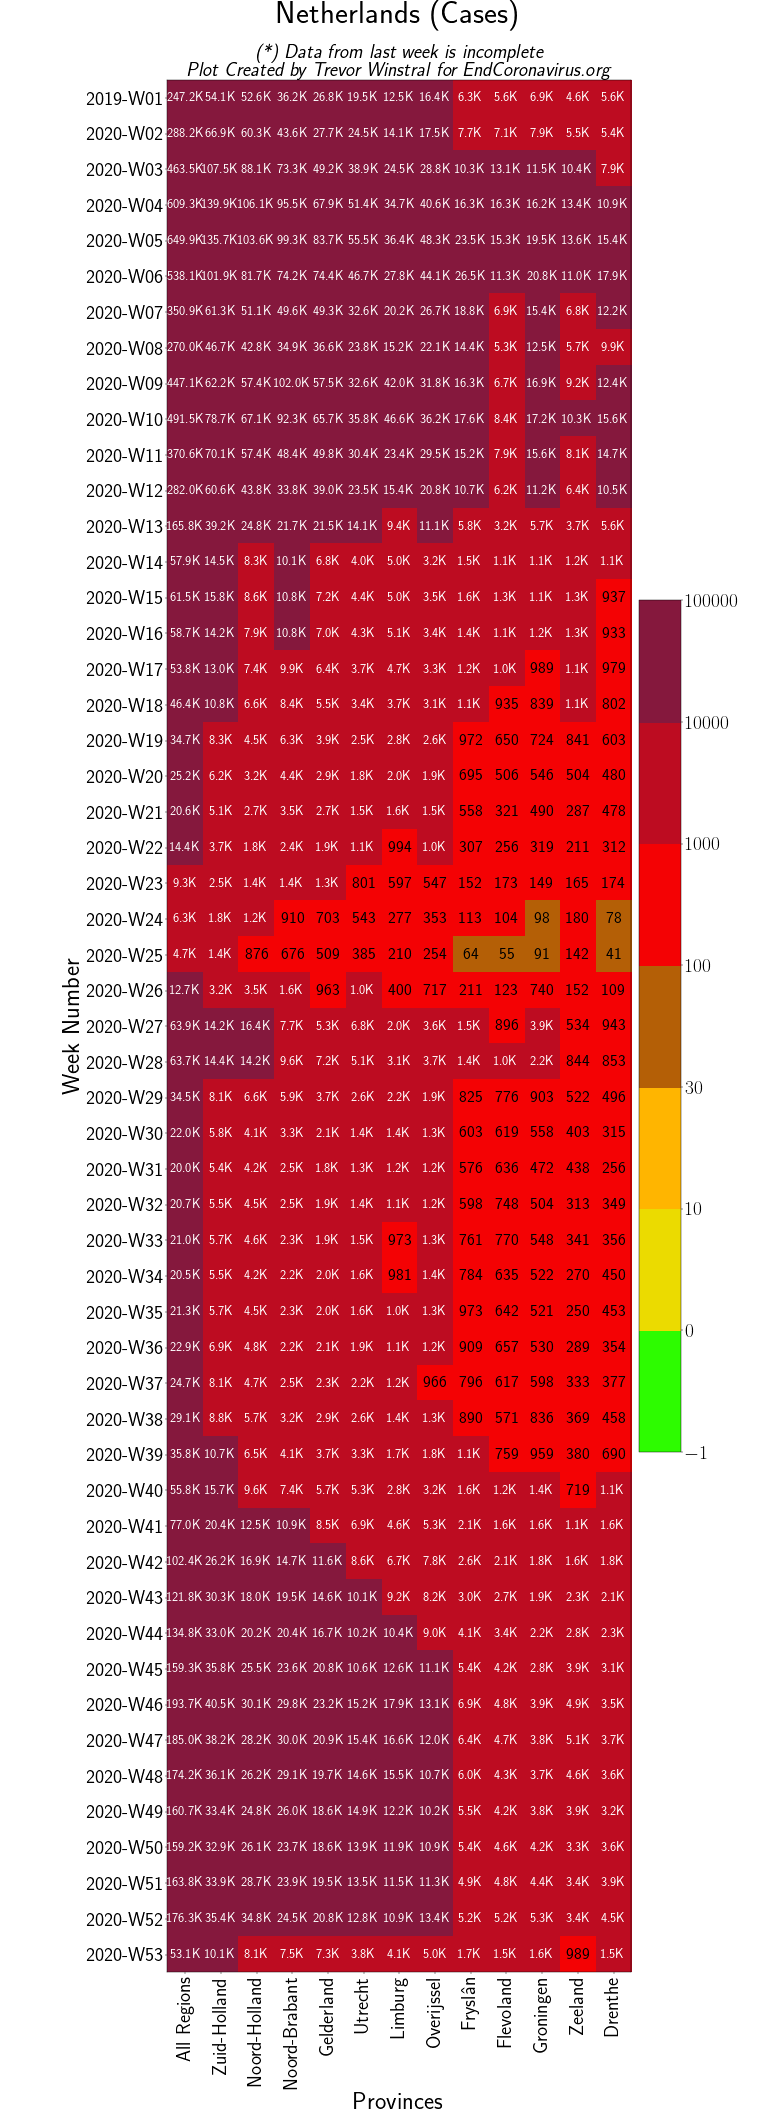 Netherlands (Cases)
(*) Data from last week is incomplete
Plot Created by Trevor Winstral for EndCoronavirus.org
2019-W01 247.2K 54.1K 52.6K 36.2K 26.8K 19.5K 12.5K 16.4K 6.3K 5.6K 6.9K 4.6K 5.6K
2020-W02 288.2K 66.9K 60.3K 43.6K 27.7K 24.5K 14.1K 17.5K 7.7K 7.1K 7.9K 5.5K 5.4K
2020-W03 463.5K 107.5K 88.1K 73.3K 49.2K 38.9K 24.5K 28.8K 10.3K 13.1K 11.5K 10.4K 7.9K
2020-W04 609.3K 139.9K 106.1K 95.5K 67.9K 51.4K 34.7K 40.6K 16.3K 16.3K 16.2K 13.4K 10.9K
2020-W05 649.9K 135.7K 103.6K 99.3K 83.7K 55.5K 36.4K 48.3K 23.5K 15.3K 19.5K 13.6K 15.4K
2020-W06 538.1K 101.9K 81.7K 74.2K 74.4K 46.7K 27.8K 44.1K 26.5K 11.3K 20.8K 11.0K 17.9K
2020-W07 350.9K 61.3K 51.1K 49.6K 49.3K 32.6K 20.2K 26.7K 18.8K 6.9K 15.4K 6.8K 12.2K
2020-W08 270.0K 46.7K 42.8K 34.9K 36.6K 23.8K 15.2K 22.1K 14.4K 5.3K 12.5K 5.7K 9.9K
2020-W09 447.1K 62.2K 57.4K 102.0K 57.5K 32.6K 42.0K 31.8K 16.3K 6.7K 16.9K 9.2K 12.4K
2020-W10 491.5K 78.7K 67.1K 92.3K 65.7K 35.8K 46.6K 36.2K 17.6K 8.4K 17.2K 10.3K 15.6K
2020-W11 370.6K 70.1K 57.4K 48.4K 49.8K 30.4K 23.4K 29.5K 15.2K 7.9K 15.6K 8.1K 14.7K
2020-W12 282.0K 60.6K 43.8K 33.8K 39.0K 23.5K 15.4K 20.8K 10.7K 6.2K 11.2K 6.4K 10.5K
2020-W13 165.8K 39.2K 24.8K 21.7K 21.5K 14.1K 9.4K 11.1K 5.8K 3.2K 5.7K 3.7K 5.6K
2020-W14 57.9K 14.5K 8.3K 10.1K 6.8K 4.0K 5.0K 3.2K 1.5K 1.1K 1.1K 1.2K 1.1K
2020-W15 61.5K 15.8K 8.6K 10.8K 7.2K 4.4K 5.0K 3.5K 1.6K 1.3K 1.1K 1.3K 937
2020-W16 58.7K 14.2K 7.9K 10.8K 7.0K 4.3K 5.1K 3.4K 1.4K 1.1K 1.2K 1.3K 933
2020-W17 53.8K 13.0K 7.4K 9.9K 6.4K 3.7K 4.7K 3.3K 1.2K 1.0K 989 1.1K 979
2020-W18 46.4K 10.8K 6.6K 8.4K 5.5K 3.4K 3.7K 3.1K 1.1K 935 839 1.1K 802
2020-W19 34.7K 8.3K 4.5K 6.3K 3.9K 2.5K 2.8K 2.6K 972 650 724 841 603
2020-W20 25.2K 6.2K 3.2K 4.4K 2.9K 1.8K 2.0K 1.9K 695 506 546 504 480
2020-W21 20.6K 5.1K 2.7K 3.5K 2.7K 1.5K 1.6K 1.5K 558 321 490 287 478
2020-W22 14.4K 3.7K 1.8K 2.4K 1.9K 1.1K 994 1.0K 307 256 319 211 312
2020-W23 9.3K 2.5K 1.4K 1.4K 1.3K 801 597 547 152 173 149 165 174
2020-W24 6.3K 1.8K 1.2K 910 703 543 277 353 113 104 98 180 78
2020-W25 4.7K 1.4K 876 676 509 385 210 254 64 55 91 142 41
2020-W26 12.7K 3.2K 3.5K 1.6K 963 1.0K 400 717 211 123 740 152 109
2020-W27 63.9K 14.2K 16.4K 7.7K 5.3K 6.8K 2.0K 3.6K 1.5K 896 3.9K 534 943
2020-W28 63.7K 14.4K 14.2K 9.6K 7.2K 5.1K 3.1K 3.7K 1.4K 1.0K 2.2K 844 853
2020-W29 34.5K 8.1K 6.6K 5.9K 3.7K 2.6K 2.2K 1.9K 825 776 903 522 496
2020-W30 22.0K 5.8K 4.1K 3.3K 2.1K 1.4K 1.4K 1.3K 603 619 558 403 315
2020-W31 20.0K 5.4K 4.2K 2.5K 1.8K 1.3K 1.2K 1.2K 576 636 472 438 256
2020-W32 20.7K 5.5K 4.5K 2.5K 1.9K 1.4K 1.1K 1.2K 598 748 504 313 349
2020-W33 21.0K 5.7K 4.6K 2.3K 1.9K 1.5K 973 1.3K 761 770 548 341 356
2020-W34 20.5K 5.5K 4.2K 2.2K 2.0K 1.6K 981 1.4K 784 635 522 270 450
2020-W35 21.3K 5.7K 4.5K 2.3K 2.0K 1.6K 1.0K 1.3K 973 642 521 250 453
2020-W36 22.9K 6.9K 4.8K 2.2K 2.1K 1.9K 1.1K 1.2K 909 657 530 289 354
2020-W37 24.7K 8.1K 4.7K 2.5K 2.3K 2.2K 1.2K 966 796 617 598 333 377
2020-W38 29.1K 8.8K 5.7K 3.2K 2.9K 2.6K 1.4K 1.3K 890 571 836 369 458
2020-W39 35.8K 10.7K 6.5K 4.1K 3.7K 3.3K 1.7K 1.8K 1.1K 759 959 380 690
2020-W40 55.8K 15.7K 9.6K 7.4K 5.7K 5.3K 2.8K 3.2K 1.6K 1.2K 1.4K 719 1.1K
2020-W41 77.0K 20.4K 12.5K 10.9K 8.5K 6.9K 4.6K 5.3K 2.1K 1.6K 1.6K 1.1K 1.6K
2020-W42 102.4K 26.2K 16.9K 14.7K 11.6K 8.6K 6.7K 7.8K 2.6K 2.1K 1.8K 1.6K 1.8K
2020-W43 121.8K 30.3K 18.0K 19.5K 14.6K 10.1K 9.2K 8.2K 3.0K 2.7K 1.9K 2.3K 2.1K
2020-W44 134.8K 33.0K 20.2K 20.4K 16.7K 10.2K 10.4K 9.0K 4.1K 3.4K 2.2K 2.8K 2.3K
2020-W45 159.3K 35.8K 25.5K 23.6K 20.8K 10.6K 12.6K 11.1K 5.4K 4.2K 2.8K 3.9K 3.1K
2020-W46 193.7K 40.5K 30.1K 29.8K 23.2K 15.2K 17.9K 13.1K 6.9K 4.8K 3.9K 4.9K 3.5K
2020-W47 185.0K 38.2K 28.2K 30.0K 20.9K 15.4K 16.6K 12.0K 6.4K 4.7K 3.8K 5.1K 3.7K
2020-W48 174.2K 36.1K 26.2K 29.1K 19.7K 14.6K 15.5K 10.7K 6.0K 4.3K 3.7K 4.6K 3.6K
2020-W49 160.7K 33.4K 24.8K 26.0K 18.6K 14.9K 12.2K 10.2K 5.5K 4.2K 3.8K 3.9K 3.2K
2020-W50 159.2K 32.9K 26.1K 23.7K 18.6K 13.9K 11.9K 10.9K 5.4K 4.6K 4.2K 3.3K 3.6K
2020-W51 163.8K 33.9K 28.7K 23.9K 19.5K 13.5K 11.5K 11.3K 4.9K 4.8K 4.4K 3.4K 3.9K
2020-W52 176.3K 35.4K 34.8K 24.5K 20.8K 12.8K 10.9K 13.4K 5.2K 5.2K 5.3K 3.4K 4.5K
2020-W53 53.1K 10.1K 8.1K 7.5K 7.3K 3.8K 4.1K 5.0K 1.7K 1.5K 1.6K 989 1.5K
Week Number
All Regions
Zuid-Holland
Noord-Holland
Noord-Brabant
Gelderland
Utrecht
Limburg
Overijssel
Fryslân
Flevoland
Groningen
Zeeland
Drenthe
Provinces
100000
10000
1000
100
30
10
0
−1